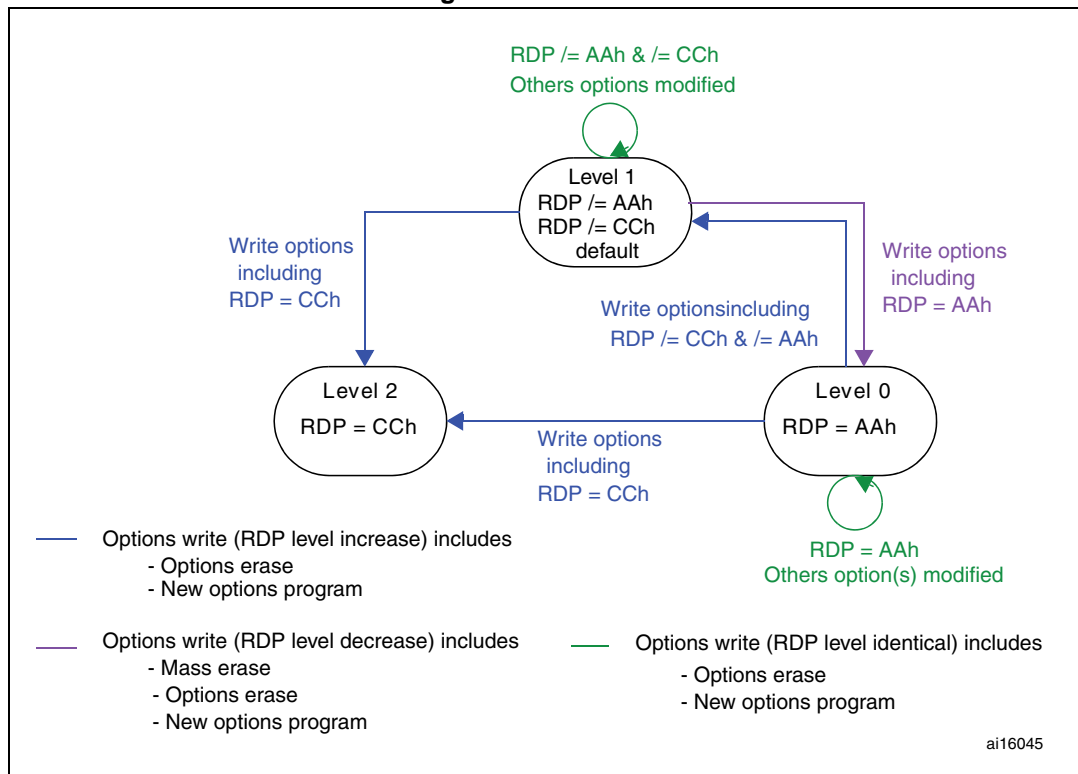 RDP /= AAh & /= CCh
Others options modified
Level 1
RDP /= AAh
RDP /= CCh
default
Write options
including
RDP = CCh
Write options
including
RDP = AAh
Write optionsincluding
RDP /= CCh & /= AAh
Level 2
RDP = CCh
Level 0
RDP = AAh
Write options
including
RDP = CCh
RDP = AAh
Others option(s) modified
Options write (RDP level increase) includes
- Options erase
- New options program
Options write (RDP level decrease) includes
- Mass erase
- Options erase
- New options program
Options write (RDP level identical) includes
- Options erase
- New options program
ai16045